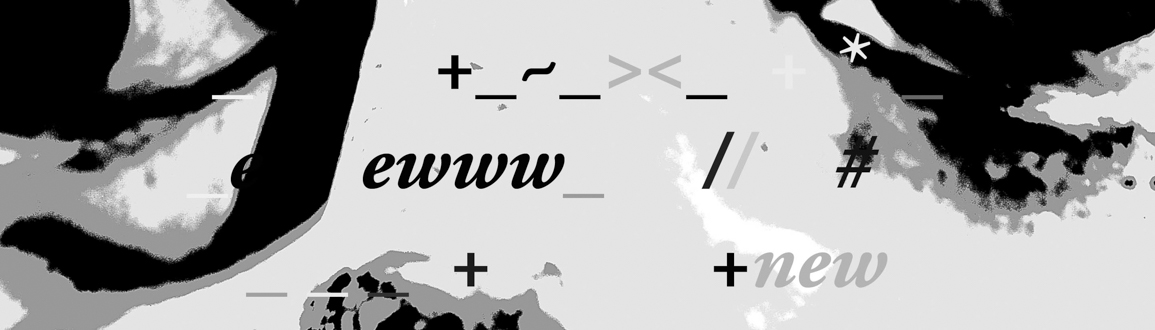 _ +_~_><_ + * _
_e ewww_ // #
_ _ _ + +new